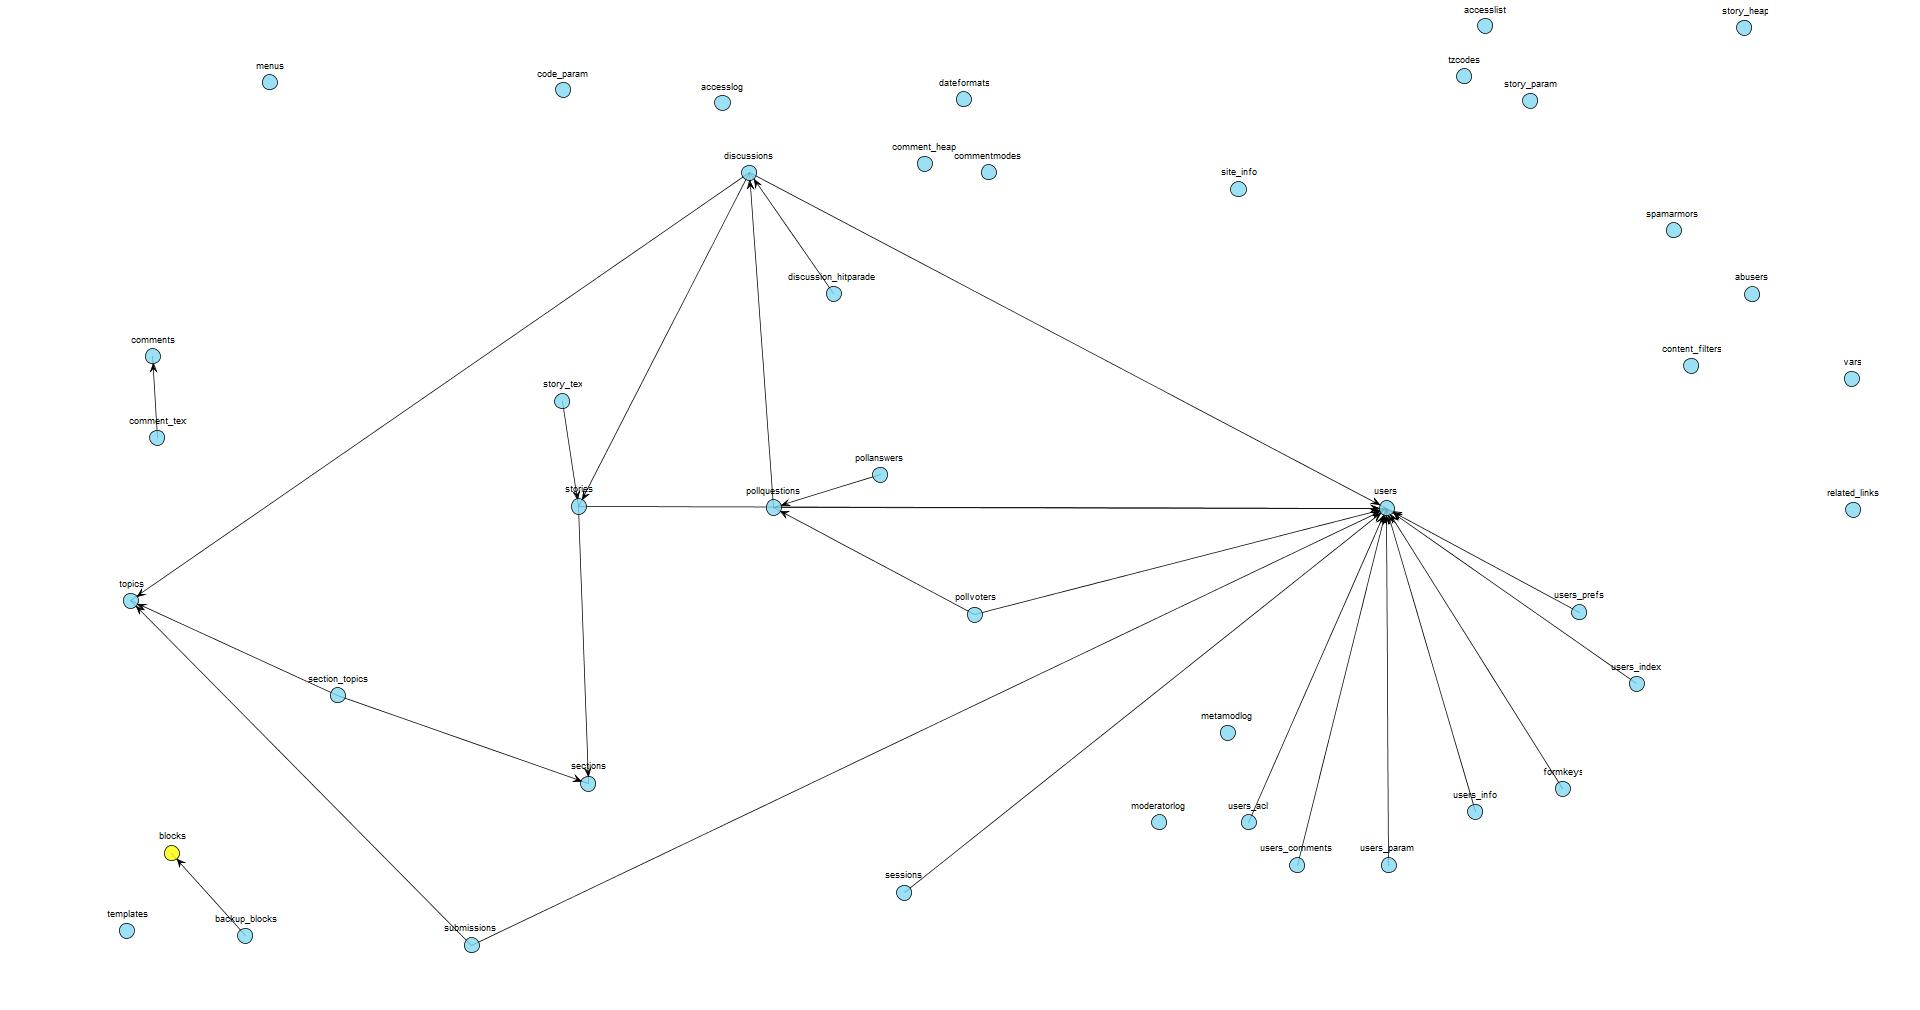 accesslist
story_heap
tzcodes
menus
code_param
story_param
accesslog
dateformats
comment_heap
discussions
commentmodes
site_info
spamarmors
discussion_hitparade
abusers
comments
content_filters
vars
story_tex
comment_tex
pollanswers
stories
pollquestions
users
related_links
topics
pollvoters
users_prefs
users_index
section_topics
metamodlog
sections
formkeys
users_info
moderatorlog
users_acl
blocks
users_comments
users_param
sessions
templates
backup_blocks
submissions